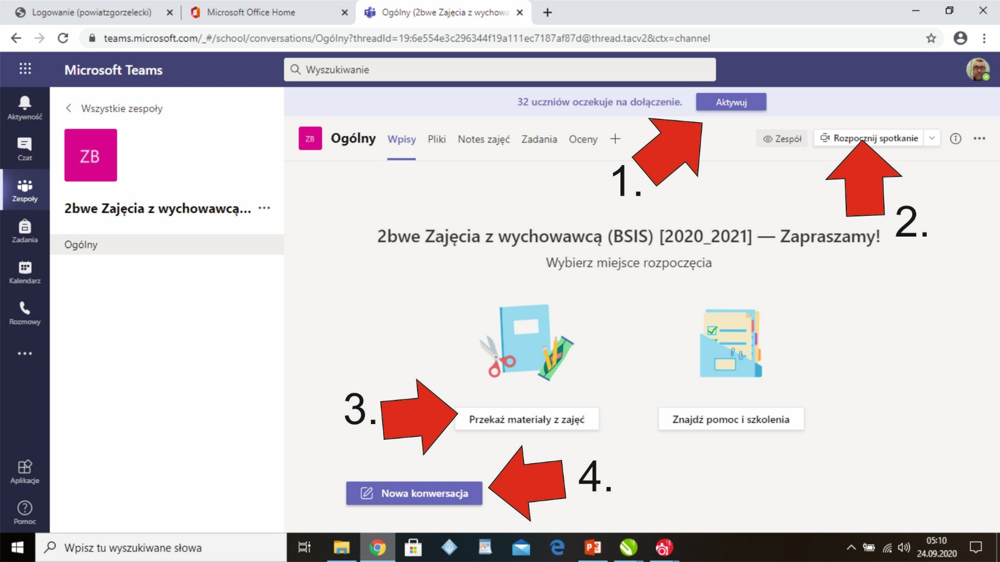 Logowanie (powiatzgorzelecki)
Microsoft Office Home
Ogólny (2bwe Zajęcia z wychowa
teams.microsoft.com/_#/school/conversations/Ogólny?threadId=19:6e554e3c296344f19a111ec7187af87d@thread.tacv2&ctx=channel
Microsoft Teams
Wyszukiwanie
Aktywność
Czat
Zespoły
Zadania
Kalendarz
Rozmowy
Aplikacje
Pomoc
Wszystkie zespoły
ZB
2bwe Zajęcia z wychowawcą...
Ogólny
32 uczniów oczekuje na dołączenie.
Aktywuj
ZB
Ogólny Wpisy Pliki Notes zajęć Zadania Oceny
Zespół
Rozpocznij spotkanie
1.
2.
2bwe Zajęcia z wychowawcą (BSIS) [2020_2021] — Zapraszamy!
Wybierz miejsce rozpoczęcia
3.
Przekaż materiały z zajęć
Znajdź pomoc i szkolenia
4.
Nowa konwersacja
Wpisz tu wyszukiwane słowa
05:10
24.09.2020